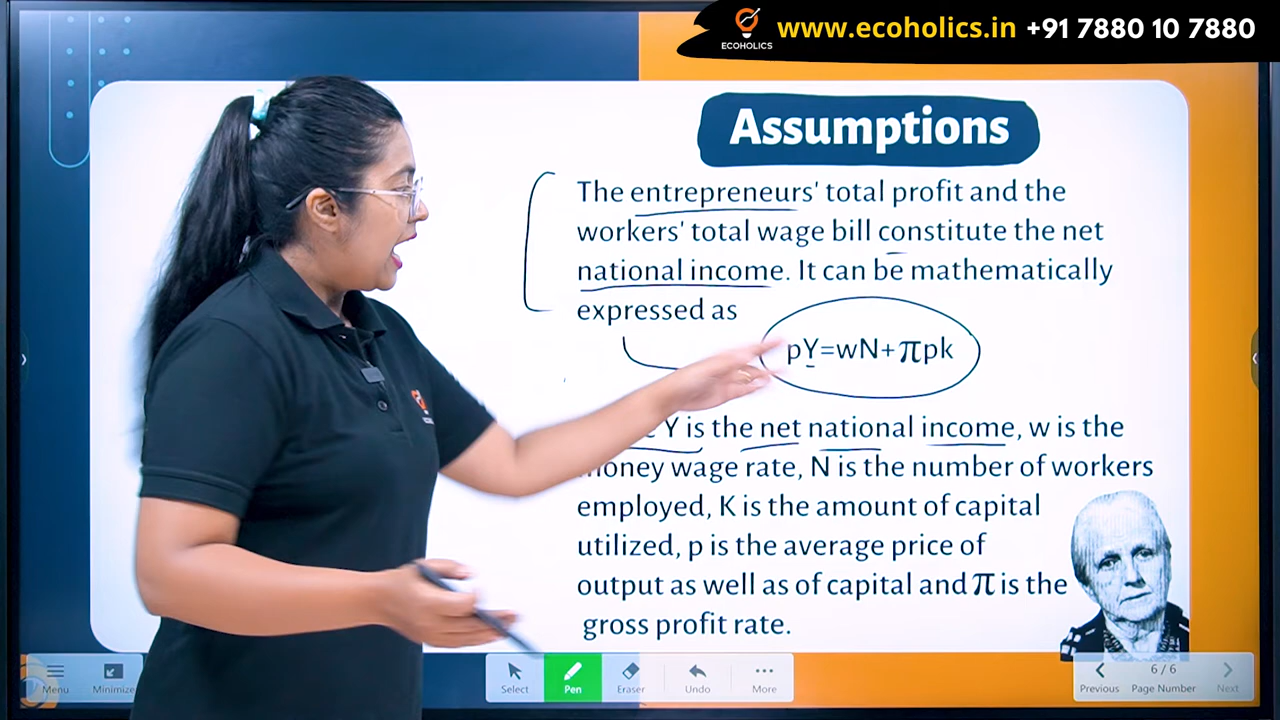 ECOHOLICS
www.ecoholics.in +91 7880 10 7880
Assumptions
The entrepreneurs' total profit and the
workers' total wage bill constitute the net
national income. It can be mathematically
expressed as
pY=wN+πpk
Y is the net national income, w is the
money wage rate, N is the number of workers
employed, K is the amount of capital
utilized, p is the average price of
output as well as of capital and π is the
gross profit rate.
Menu
Minimize
Select
Pen
Eraser
Undo
More
Previous
6 / 6
Page Number
Next